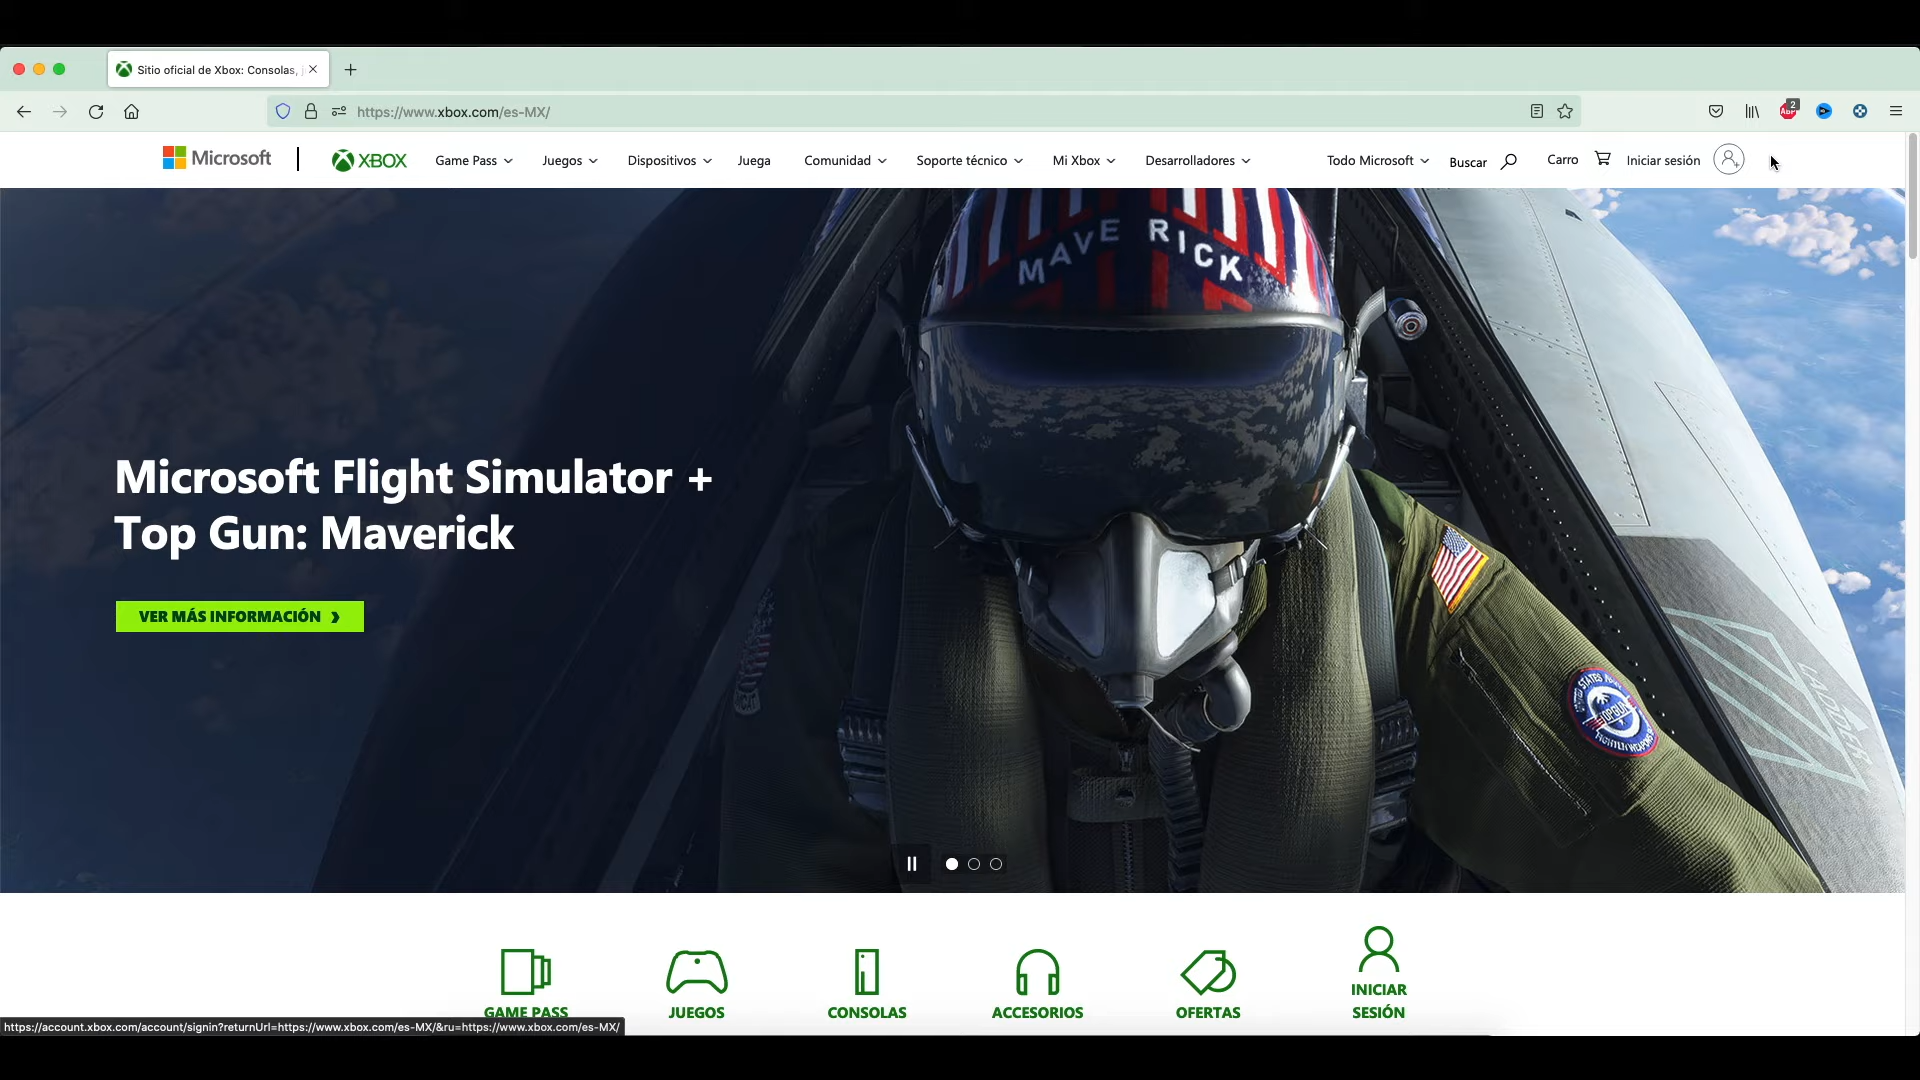 Sitio oficial de Xbox: Consolas, j
https://www.xbox.com/es-MX/
ABP
2
Microsoft
XBOX
Game Pass
Juegos
Dispositivos
Juega
Comunidad
Soporte técnico
Mi Xbox
Desarrolladores
Todo Microsoft
Buscar
Carro
Iniciar sesión
MAVERICK
Microsoft Flight Simulator +
Top Gun: Maverick
VER MÁS INFORMACIÓN
TOPGUN
GAME PASS
JUEGOS
CONSOLAS
ACCESORIOS
OFERTAS
INICIAR
SESIÓN
https://account.xbox.com/account/signin?returnUrl=https://www.xbox.com/es-MX/&ru=https://www.xbox.com/es-MX/